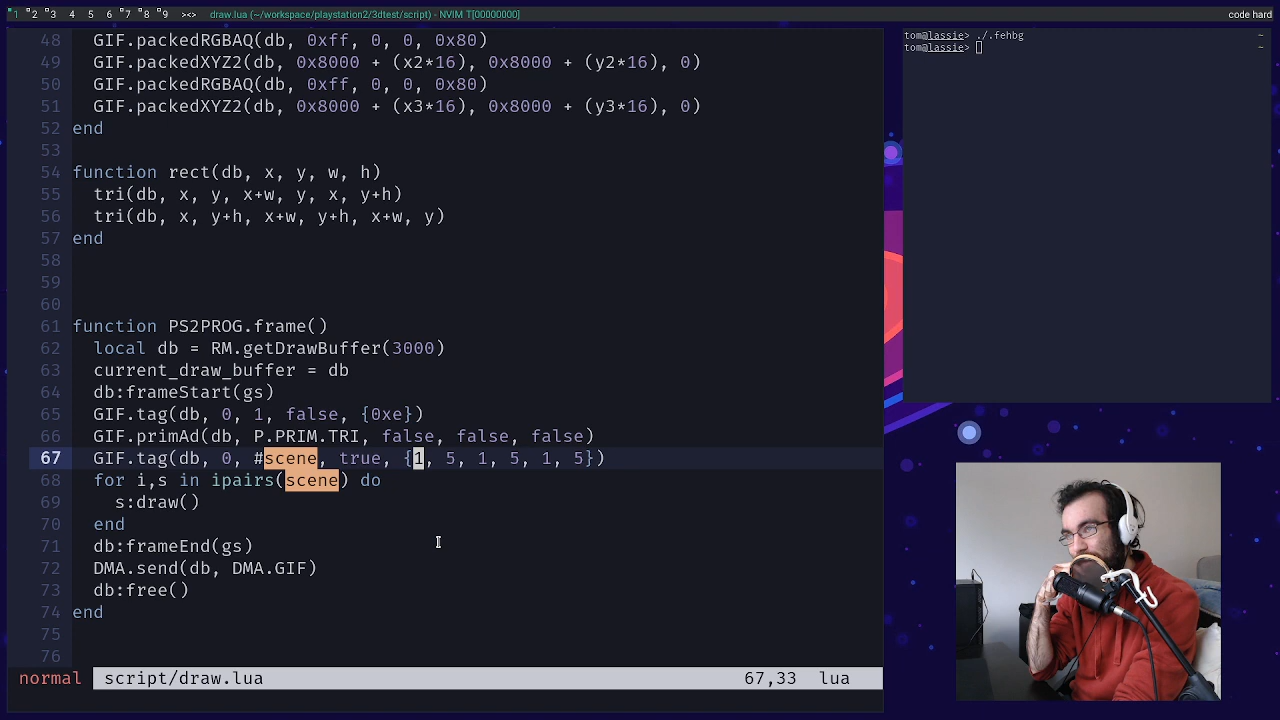 1 2 3 4 5 6 7 8 9 ><> draw.lua (~/workspace/playstation2/3dtest/script) - NVIM T[00000000] code hard
48 GIF.packedRGBAQ(db, 0xff, 0, 0, 0x80)
49 GIF.packedXYZ2(db, 0x8000 + (x2*16), 0x8000 + (y2*16), 0)
50 GIF.packedRGBAQ(db, 0xff, 0, 0, 0x80)
51 GIF.packedXYZ2(db, 0x8000 + (x3*16), 0x8000 + (y3*16), 0)
52 end
53
54 function rect(db, x, y, w, h)
55 tri(db, x, y, x+w, y, x, y+h)
56 tri(db, x, y+h, x+w, y+h, x+w, y)
57 end
58
59
60
61 function PS2PROG.frame()
62 local db = RM.getDrawBuffer(3000)
63 current_draw_buffer = db
64 db:frameStart(gs)
65 GIF.tag(db, 0, 1, false, {0xe})
66 GIF.primAd(db, P.PRIM.TRI, false, false, false)
67 GIF.tag(db, 0, #scene, true, {1, 5, 1, 5, 1, 5})
68 for i,s in ipairs(scene) do
69 s:draw()
70 end
71 db:frameEnd(gs)
72 DMA.send(db, DMA.GIF)
73 db:free()
74 end
75
76
normal script/draw.lua 67,33 lua
tom@lassie> ./.fehbg ~
tom@lassie> ~